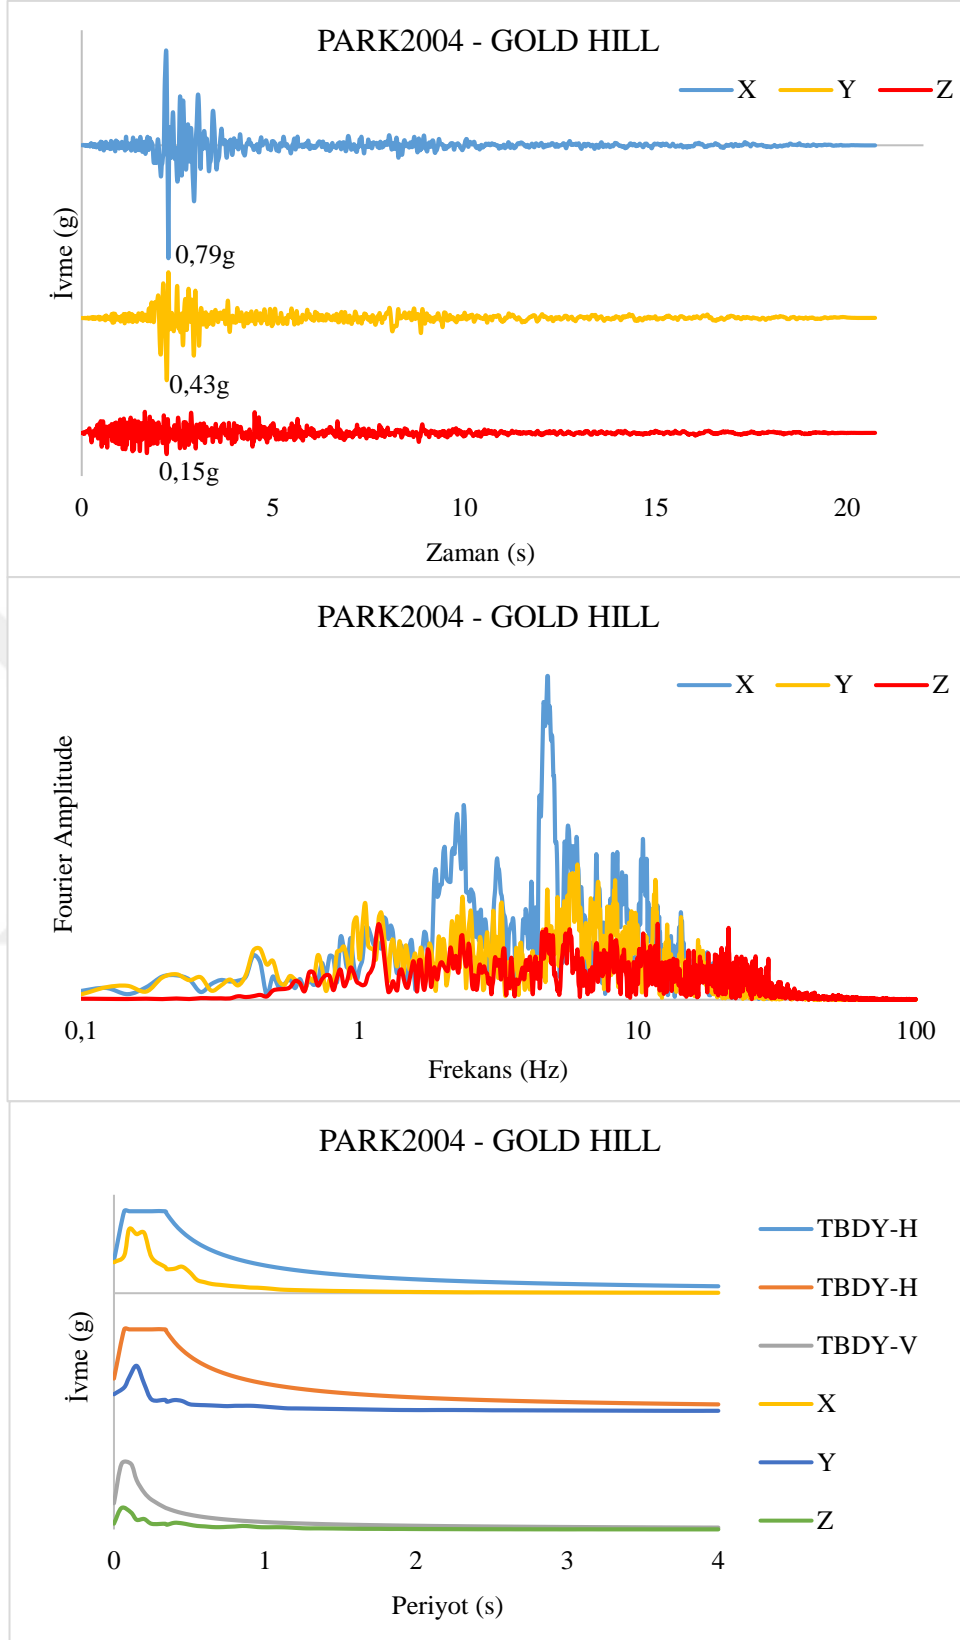 PARK2004 - GOLD HILL
X Y Z
İvme (g)
0,79g
0,43g
0,15g
0 5 10 15 20
Zaman (s)
PARK2004 - GOLD HILL
X Y Z
Fourier Amplitude
0,1 1 10 100
Frekans (Hz)
PARK2004 - GOLD HILL
TBDY-H
TBDY-H
TBDY-V
X
Y
Z
İvme (g)
0 1 2 3 4
Periyot (s)